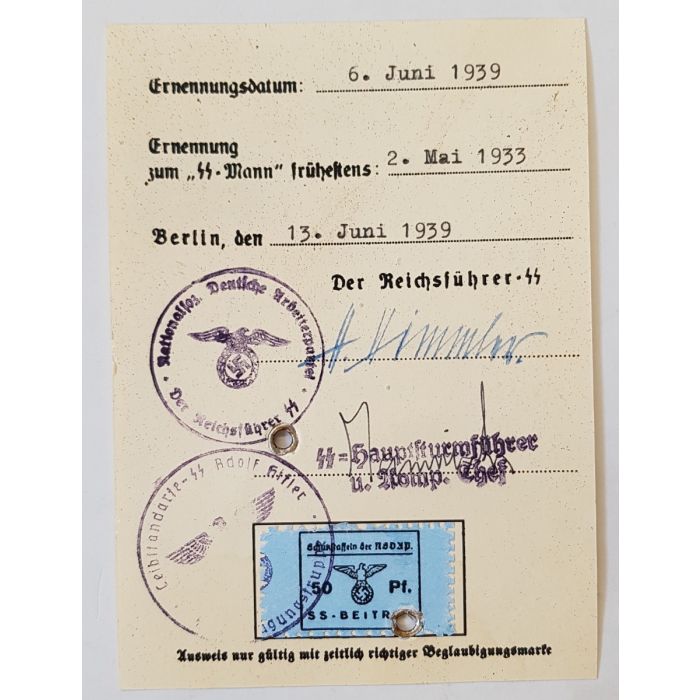 Ernennungsdatum: 6. Juni 1939
Ernennung
zum „SS-Mann" frühestens: 2. Mai 1933
Berlin, den 13. Juni 1939
Der Reichsführer-SS
Nationalsoz. Deutsche Arbeiterpartei
Der Reichsführer SS
H. Himmler.
SS-Hauptsturmführer
u. Komp. Chef
Leibstandarte-SS Adolf Hitler
Schutzstaffeln der N.S.D.A.P.
50 Pf.
SS-BEITR
Ausweis nur gültig mit zeitlich richtiger Beglaubigungsmarke